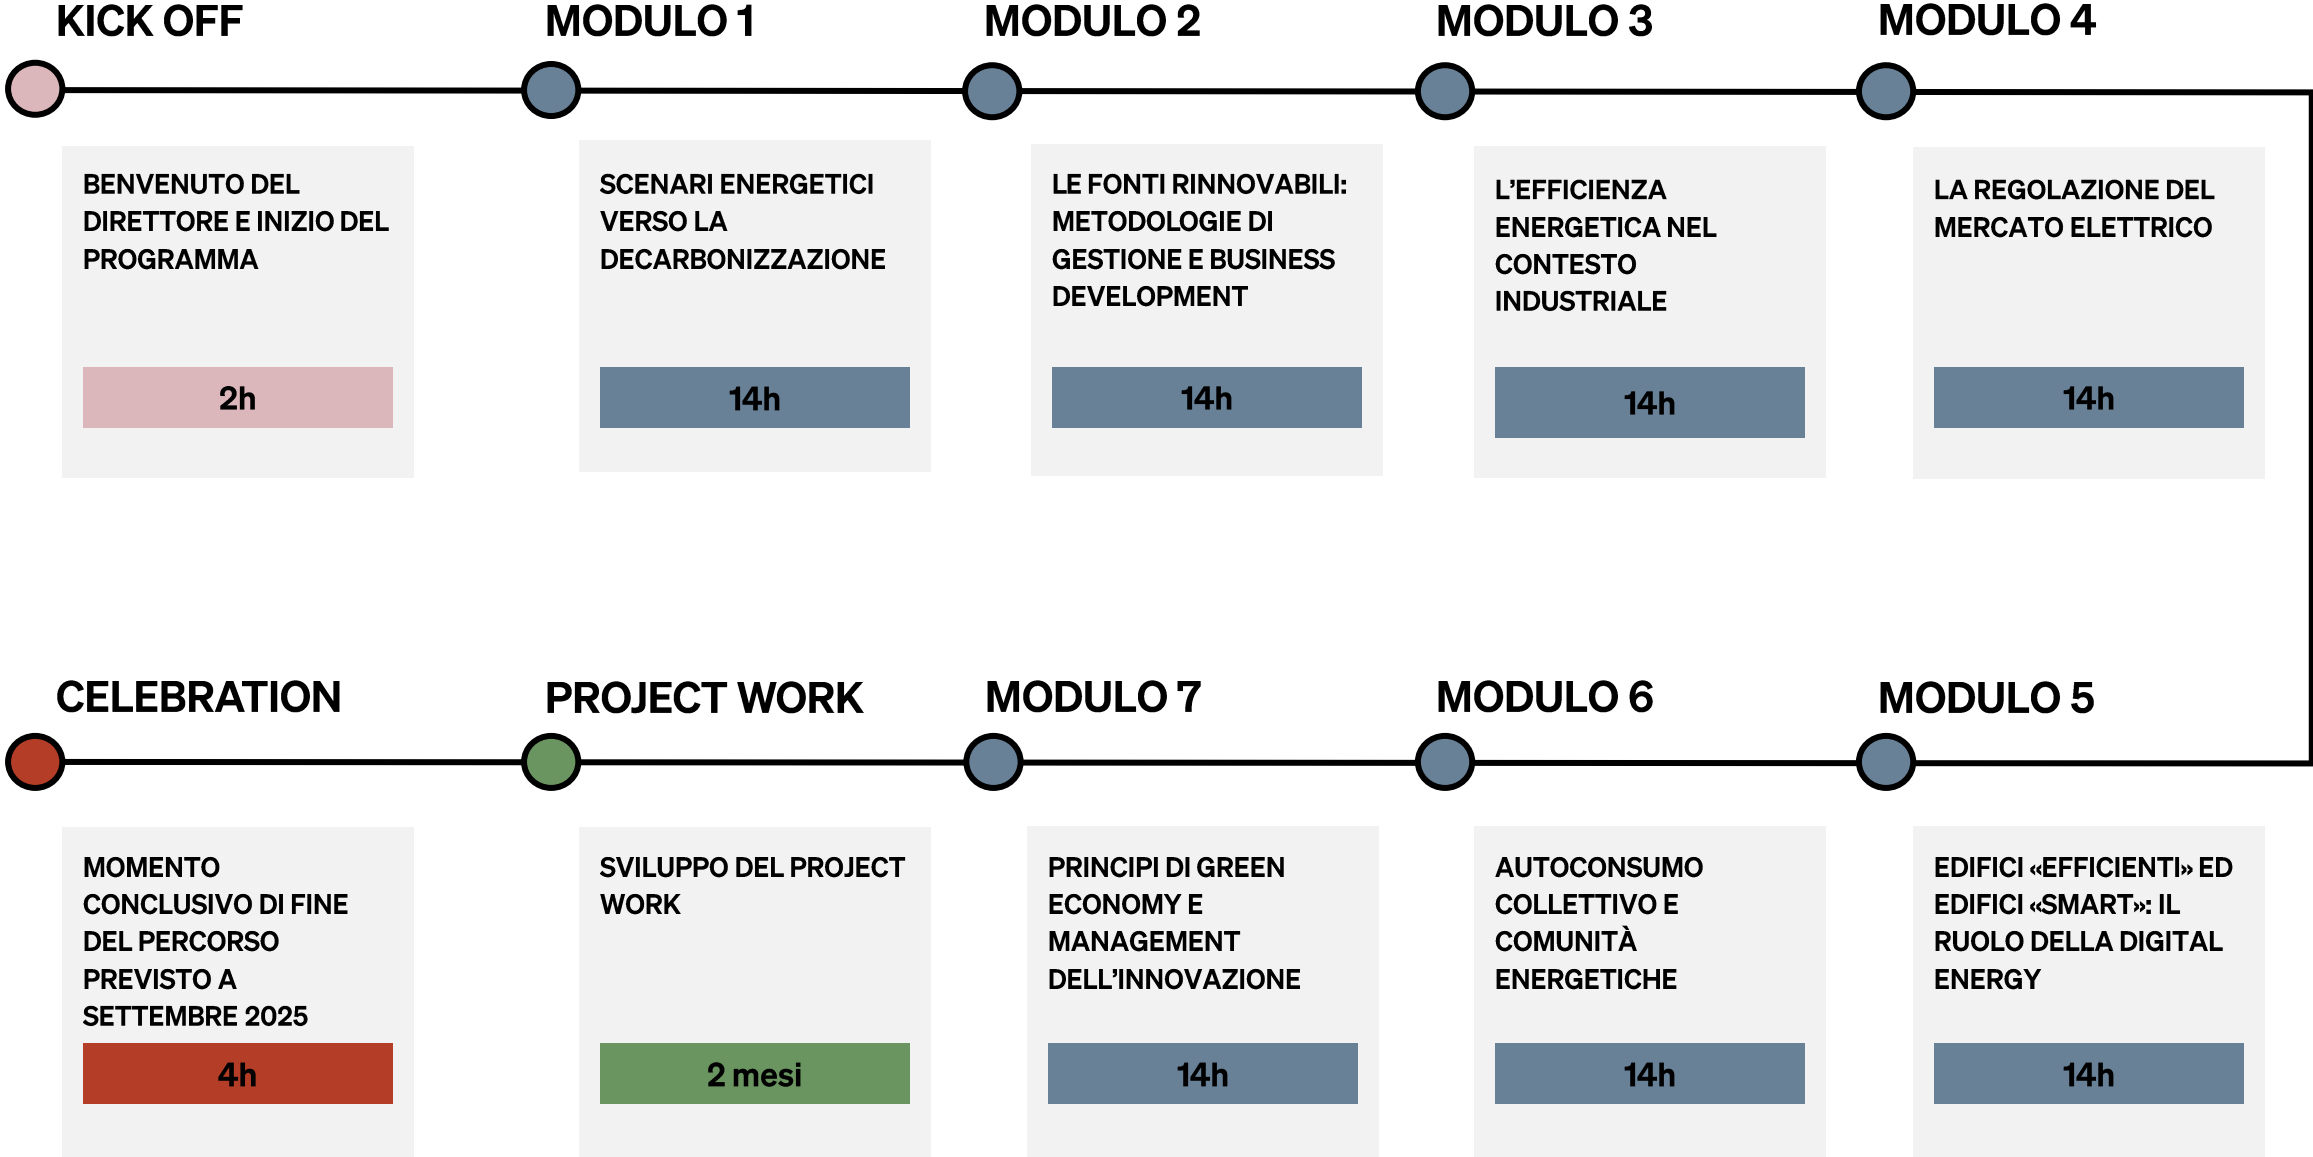 KICK OFF
BENVENUTO DEL
DIRETTORE E INIZIO DEL
PROGRAMMA
2h
MODULO 1
SCENARI ENERGETICI
VERSO LA
DECARBONIZZAZIONE
14h
MODULO 2
LE FONTI RINNOVABILI:
METODOLOGIE DI
GESTIONE E BUSINESS
DEVELOPMENT
14h
MODULO 3
L’EFFICIENZA
ENERGETICA NEL
CONTESTO
INDUSTRIALE
14h
MODULO 4
LA REGOLAZIONE DEL
MERCATO ELETTRICO
14h
MODULO 5
EDIFICI «EFFICIENTI» ED
EDIFICI «SMART»: IL
RUOLO DELLA DIGITAL
ENERGY
14h
MODULO 6
AUTOCONSUMO
COLLETTIVO E
COMUNITÀ
ENERGETICHE
14h
MODULO 7
PRINCIPI DI GREEN
ECONOMY E
MANAGEMENT
DELL’INNOVAZIONE
14h
PROJECT WORK
SVILUPPO DEL PROJECT
WORK
2 mesi
CELEBRATION
MOMENTO
CONCLUSIVO DI FINE
DEL PERCORSO
PREVISTO A
SETTEMBRE 2025
4h